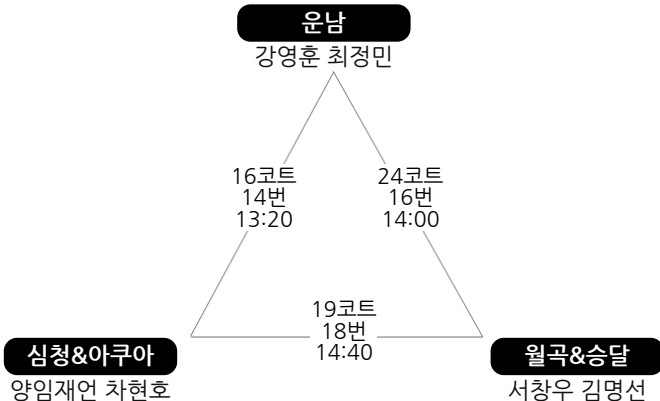 운남
강영훈 최정민
16코트
14번
13:20
24코트
16번
14:00
19코트
18번
14:40
심청&아쿠아
양임재언 차현호
월곡&승달
서창우 김명선